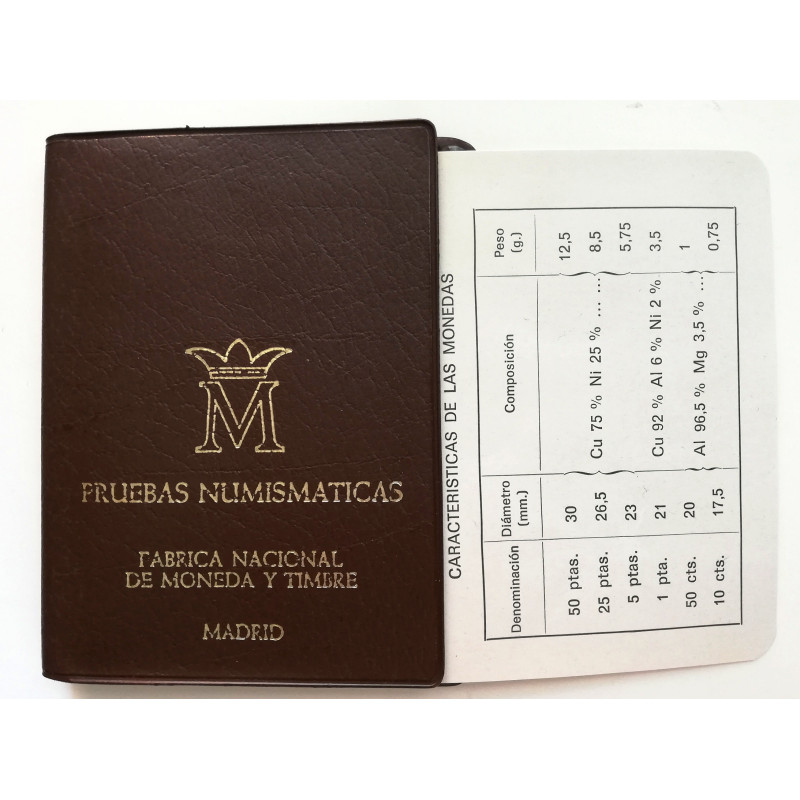 M
PRUEBAS NUMISMATICAS
FABRICA NACIONAL
DE MONEDA Y TIMBRE
MADRID
CARACTERISTICAS DE LAS MONEDAS
Denominación Diámetro (mm.) Composición Peso (g.)
50 ptas. 30 12,5
25 ptas. 26,5 Cu 75 % Ni 25 % ... ... 8,5
5 ptas. 23 5,75
1 pta. 21 Cu 92 % Al 6 % Ni 2 % 3,5
50 cts. 20 Al 96,5 % Mg 3,5 % ... 1
10 cts. 17,5 0,75